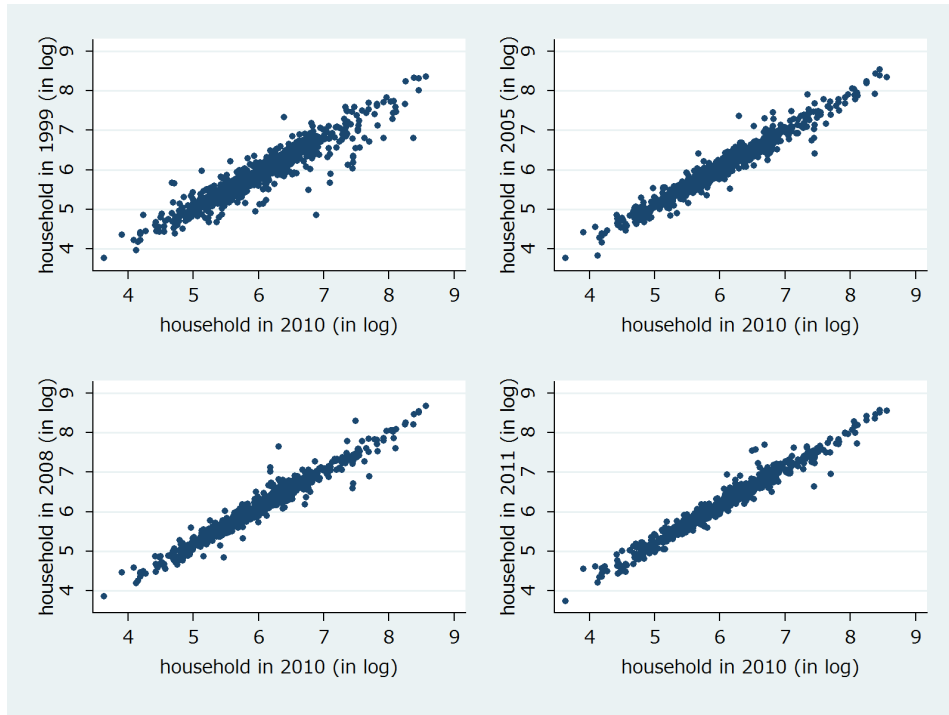 household in 1999 (in log)
9
8
7
6
5
4
4 5 6 7 8 9
household in 2010 (in log)
household in 2005 (in log)
9
8
7
6
5
4
4 5 6 7 8 9
household in 2010 (in log)
household in 2008 (in log)
9
8
7
6
5
4
4 5 6 7 8 9
household in 2010 (in log)
household in 2011 (in log)
9
8
7
6
5
4
4 5 6 7 8 9
household in 2010 (in log)